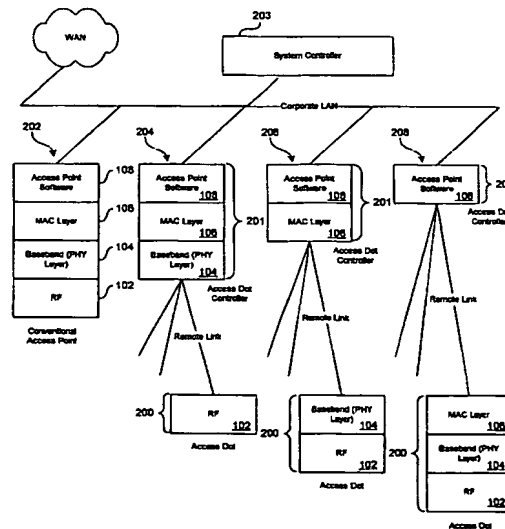 203
WAN
System Controller
Corporate LAN
202
204
206
208
Access Point
Software
108
MAC Layer
106
Baseband (PHY
Layer)
104
RF
102
Conventional
Access Point
Access Point
Software
108
MAC Layer
106
Baseband (PHY
Layer)
104
201
Access Dot
Controller
Remote Link
200
RF
102
Access Dot
Access Point
Software
108
MAC Layer
106
201
Access Dot
Controller
Remote Link
200
Baseband (PHY
Layer)
104
RF
102
Access Dot
Access Point
Software
108
Access Do
Controller
Remote Link
200
MAC Layer
106
Baseband (PHY
Layer)
104
RF
102
Access Dot